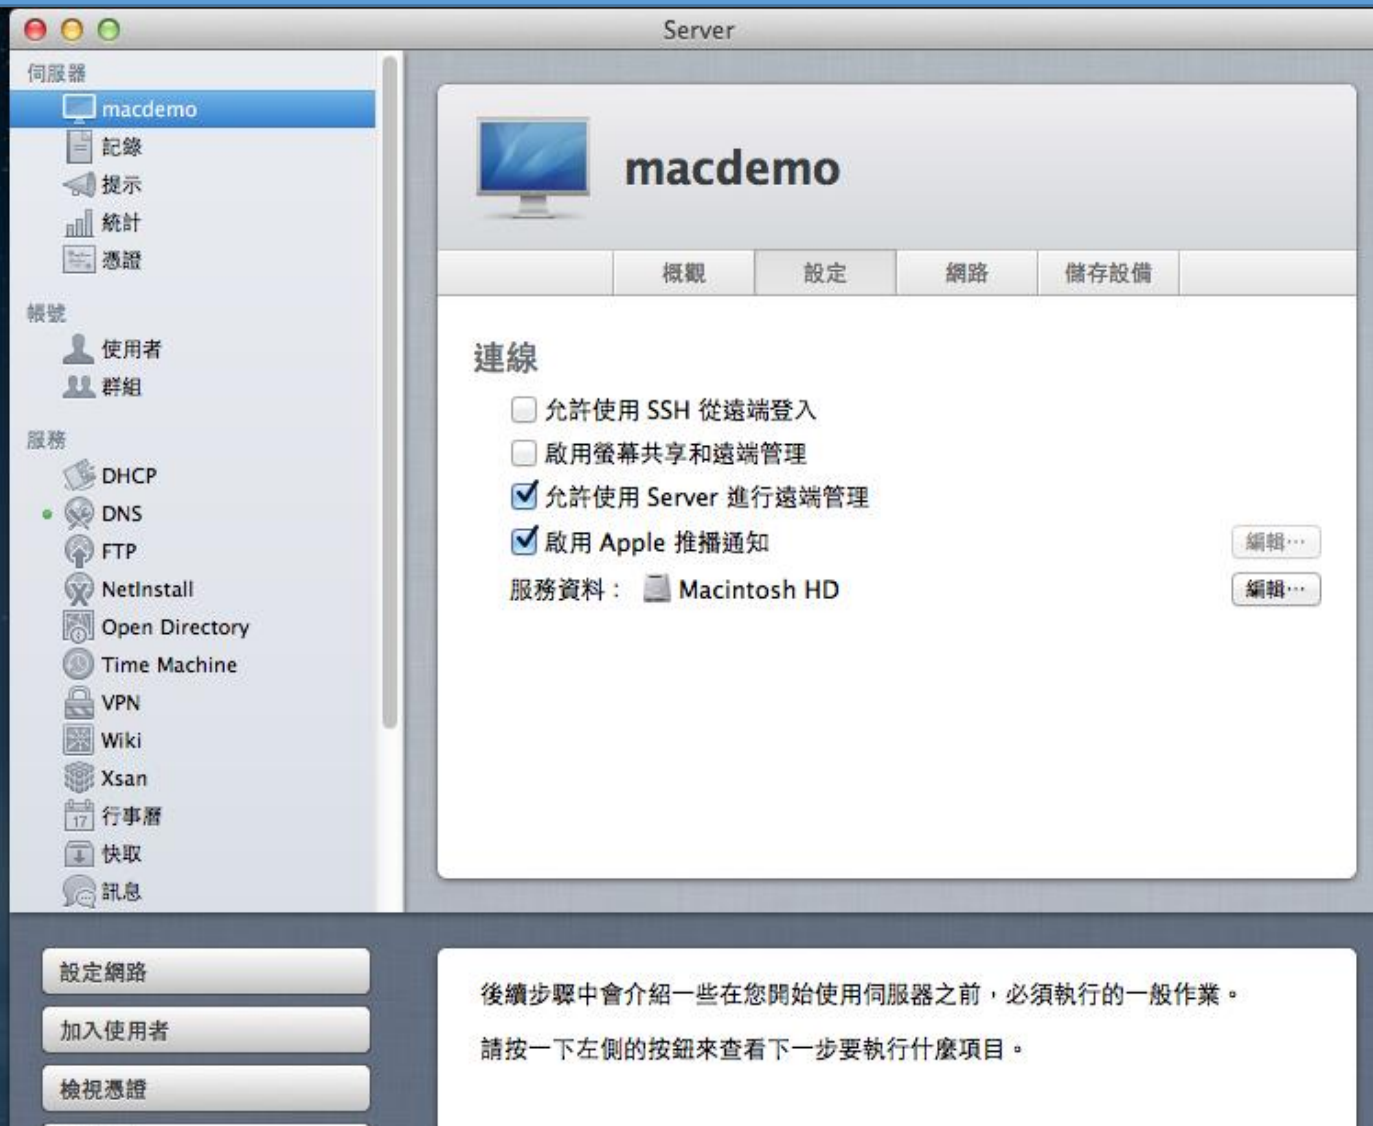 Server
伺服器
macdemo
記錄
提示
統計
憑證
帳號
使用者
群組
服務
DHCP
DNS
FTP
NetInstall
Open Directory
Time Machine
VPN
Wiki
Xsan
17 行事曆
快取
訊息
macdemo
概觀 設定 網路 儲存設備
連線
允許使用 SSH 從遠端登入
啟用螢幕共享和遠端管理
允許使用 Server 進行遠端管理
啟用 Apple 推播通知 編輯⋯
服務資料： Macintosh HD 編輯⋯
設定網路
加入使用者
檢視憑證
後續步驟中會介紹一些在您開始使用伺服器之前，必須執行的一般作業。
請按一下左側的按鈕來查看下一步要執行什麼項目。